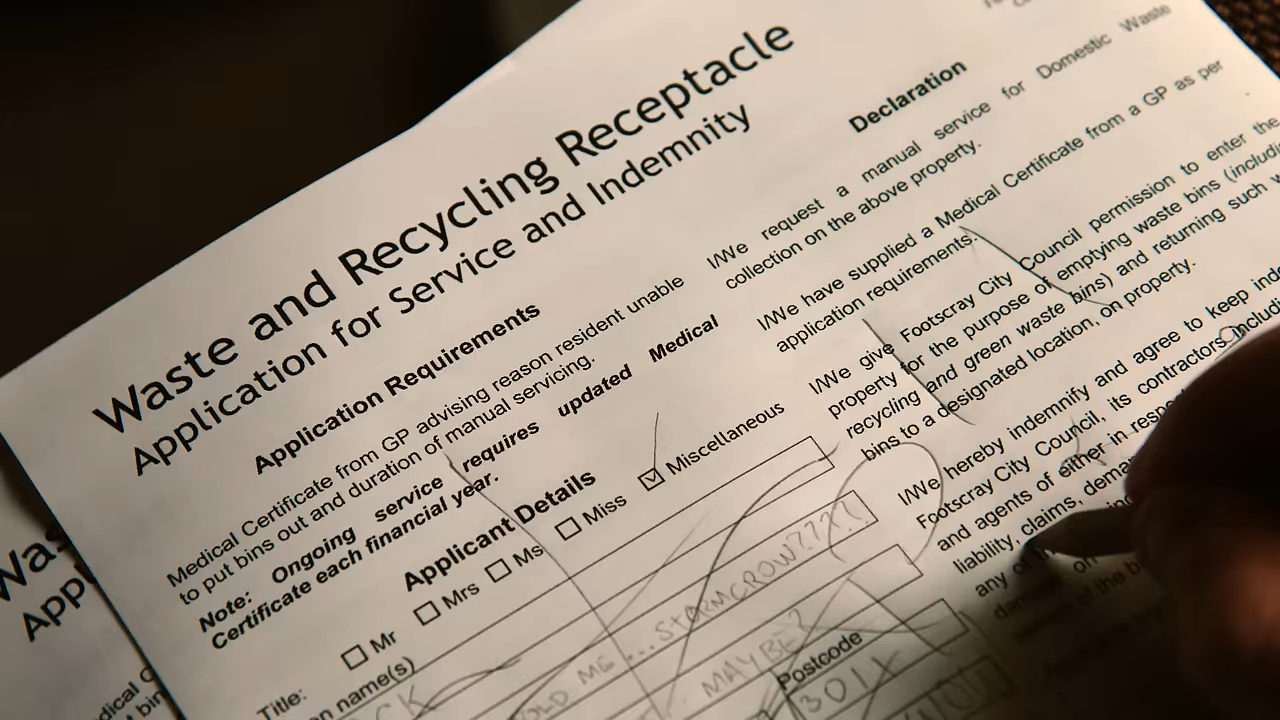 Waste and Recycling Receptacle
Application for Service and Indemnity
Application Requirements
Medical Certificate from GP advising reason resident unable
to put bins out and duration of manual servicing.
Note: Ongoing service requires updated Medical
Certificate each financial year.
Applicant Details
Title: Mr Mrs Ms Miss Miscellaneous
name(s)
OLD ME...STORMCROW????
MAYBE?
Postcode
301X
Declaration
I/We request a manual service for Domestic Waste
collection on the above property.
I/We have supplied a Medical Certificate from a GP as per
application requirements.
I/We give Footscray City Council permission to enter the
property for the purpose of emptying waste bins (including
recycling and green waste bins) and returning such
bins to a designated location, on property.
I/We hereby indemnify and agree to keep
Footscray City Council, its contractors
and agents of either in
liability, claims,
any of